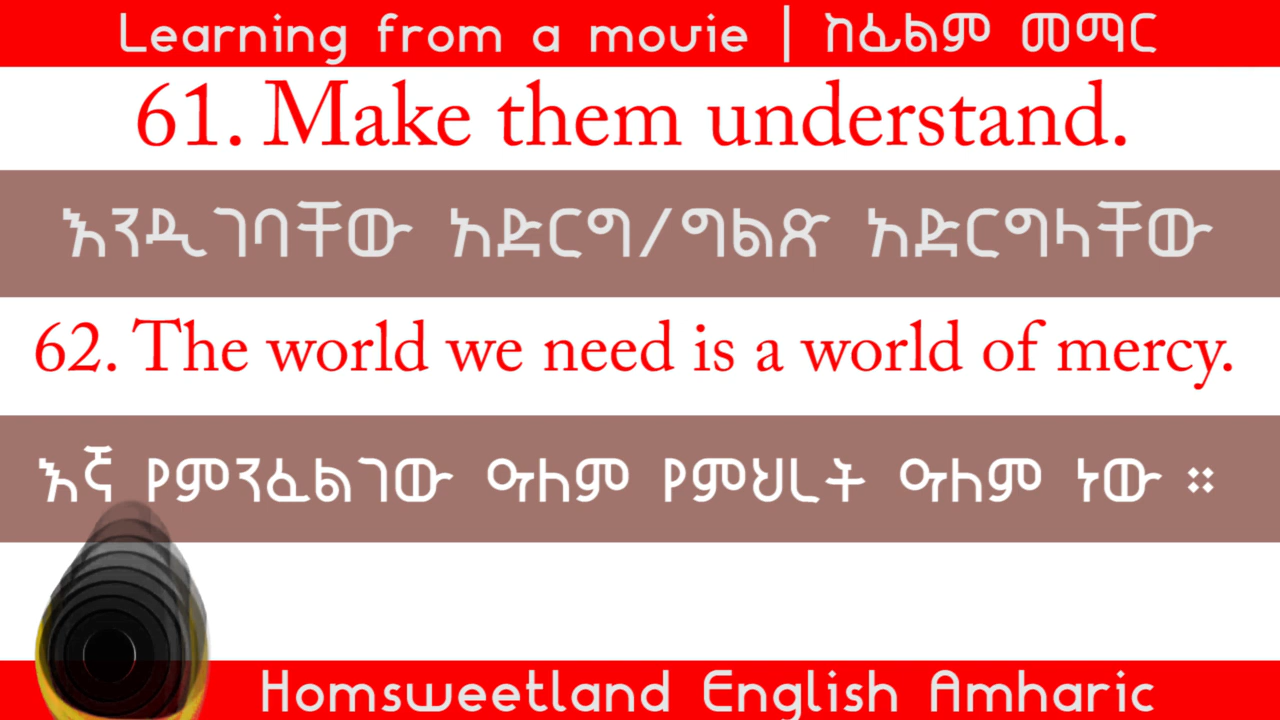 Learning from a movie | ከፊልም መማር
61. Make them understand.
እንዲገባቸው አድርግ/ግልጽ አድርግላቸው
62. The world we need is a world of mercy.
እኛ የምንፈልገው ዓለም የምህረት ዓለም ነው ።
Homsweetland English Amharic